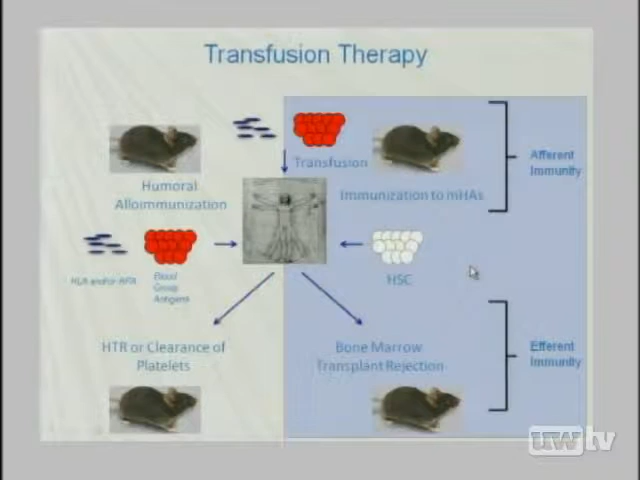 Transfusion Therapy
Transfusion
Afferent
Immunity
Humoral
Alloimmunization
Immunization to mHAs
HLA and/or HPA
Blood
Group
Antigens
HSC
HTR or Clearance of
Platelets
Bone Marrow
Transplant Rejection
Efferent
Immunity
uwtv